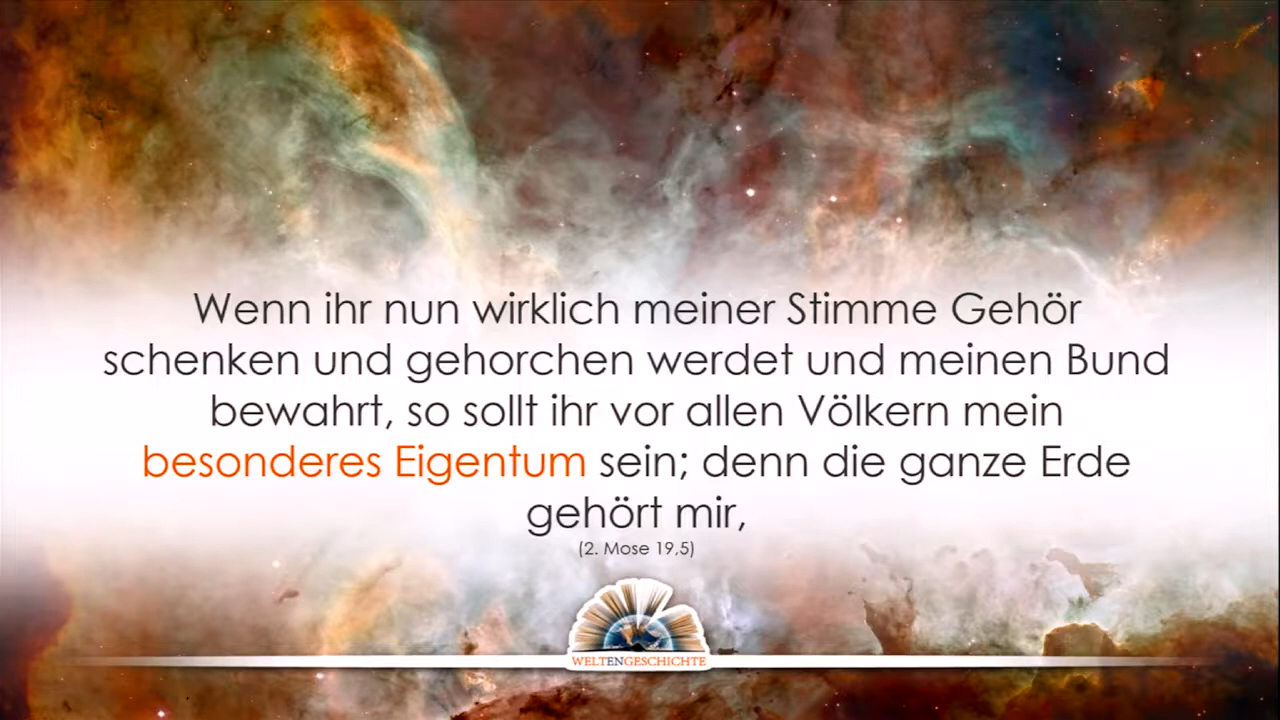 Wenn ihr nun wirklich meiner Stimme Gehör
schenken und gehorchen werdet und meinen Bund
bewahrt, so sollt ihr vor allen Völkern mein
besonderes Eigentum sein; denn die ganze Erde
gehört mir,
(2. Mose 19,5)
WELTENGESCHICHTE